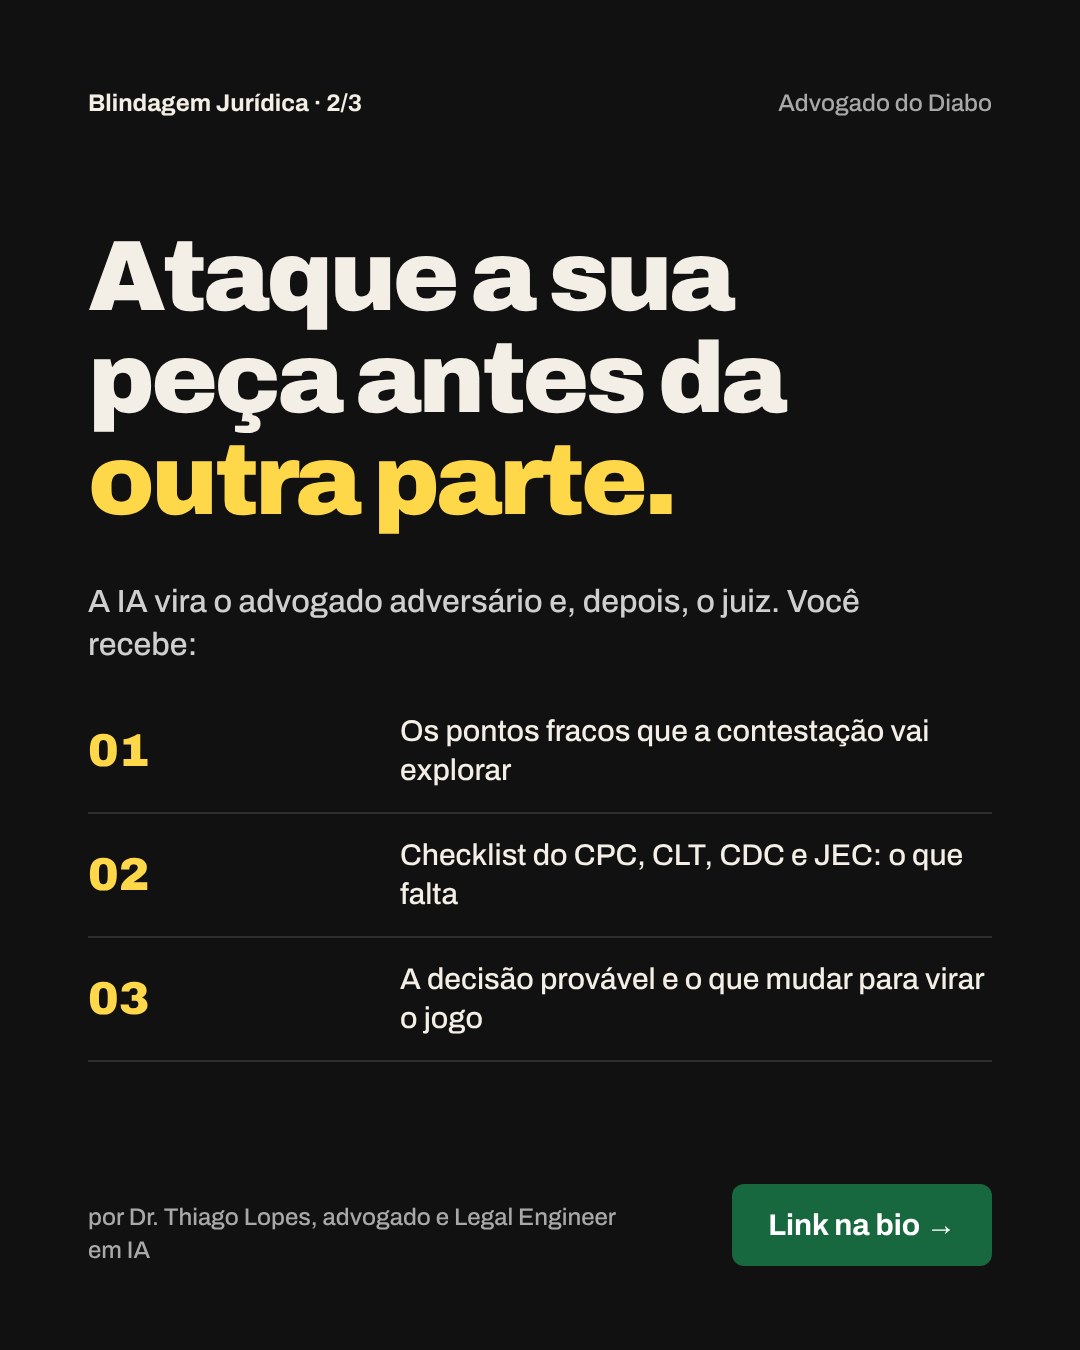 Blindagem Jurídica · 2/3
Advogado do Diabo
Ataque a sua
peça antes da
outra parte.
A IA vira o advogado adversário e, depois, o juiz. Você
recebe:
01
Os pontos fracos que a contestação vai
explorar
02
Checklist do CPC, CLT, CDC e JEC: o que
falta
03
A decisão provável e o que mudar para virar
o jogo
por Dr. Thiago Lopes, advogado e Legal Engineer
em IA
Link na bio →